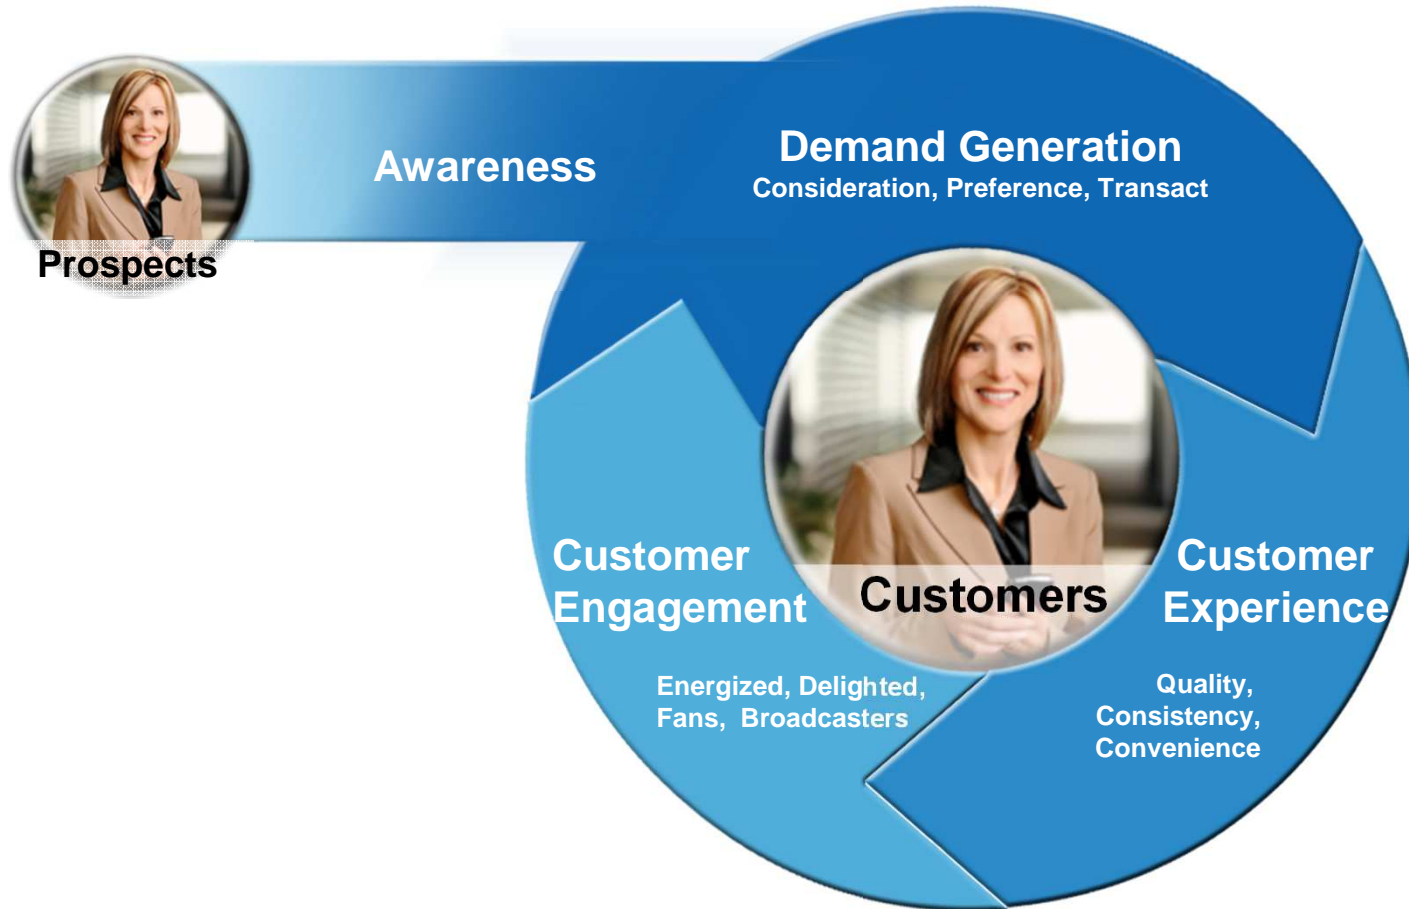 Prospects
Awareness
Demand Generation
Consideration, Preference, Transact
Customers
Customer
Experience
Quality,
Consistency,
Convenience
Customer
Engagement
Energized, Delighted,
Fans, Broadcasters